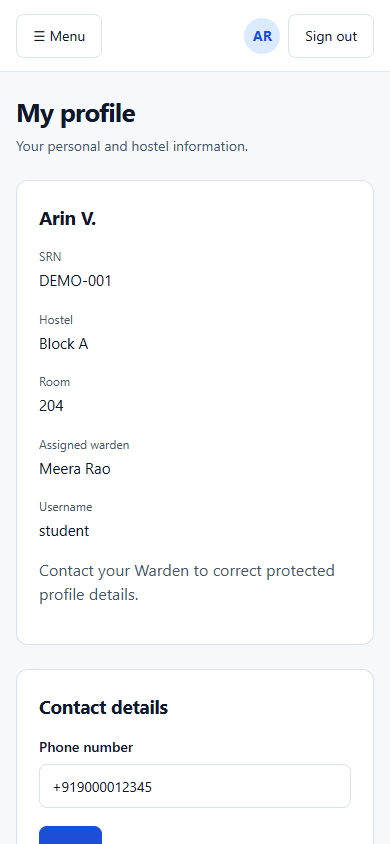 ☰ Menu
AR
Sign out
My profile
Your personal and hostel information.
Arin V.
SRN
DEMO-001
Hostel
Block A
Room
204
Assigned warden
Meera Rao
Username
student
Contact your Warden to correct protected
profile details.
Contact details
Phone number
+919000012345